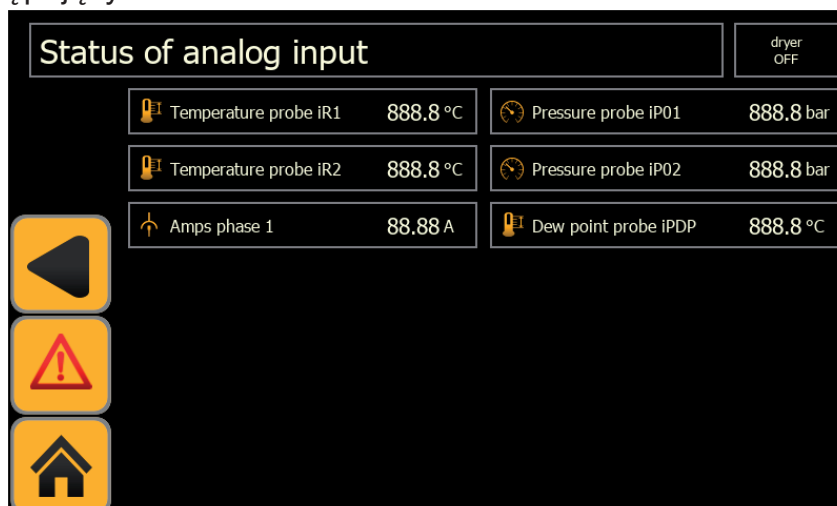 Status of analog input
dryer
OFF
Temperature probe iR1 888.8 °C
Pressure probe iP01 888.8 bar
Temperature probe iR2 888.8 °C
Pressure probe iP02 888.8 bar
Amps phase 1 88.88 A
Dew point probe iPDP 888.8 °C